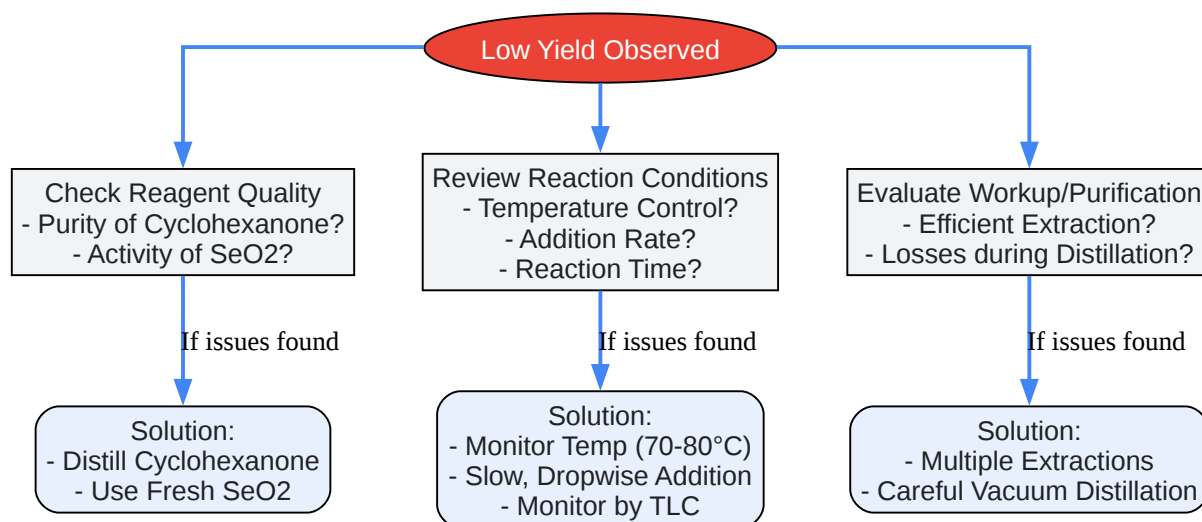 Low Yield Observed
Check Reagent Quality
- Purity of Cyclohexanone?
- Activity of SeO2?
Review Reaction Conditions
- Temperature Control?
- Addition Rate?
- Reaction Time?
Evaluate Workup/Purification
- Efficient Extraction?
- Losses during Distillation?
If issues found
If issues found
If issues found
Solution:
- Distill Cyclohexanone
- Use Fresh SeO2
Solution:
- Monitor Temp (70-80°C)
- Slow, Dropwise Addition
- Monitor by TLC
Solution:
- Multiple Extractions
- Careful Vacuum Distillation